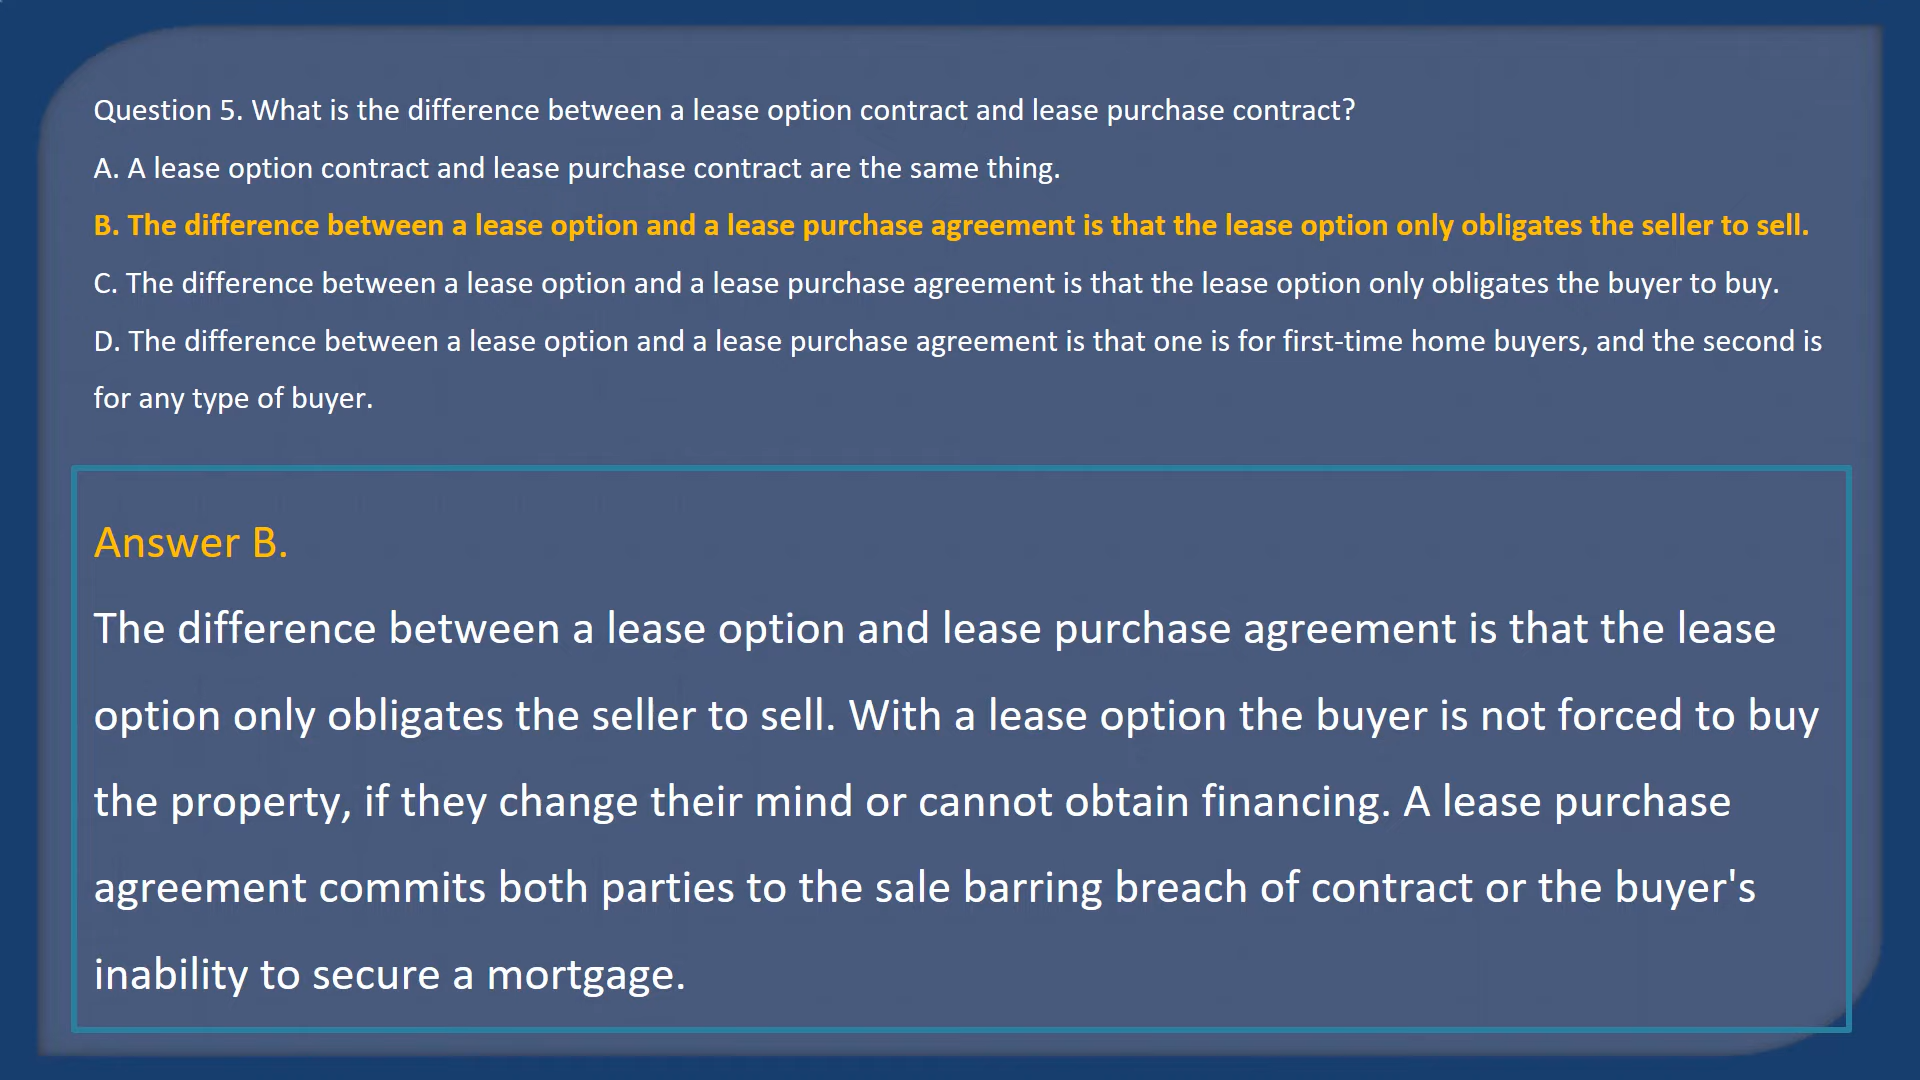 Question 5. What is the difference between a lease option contract and lease purchase contract?
A. A lease option contract and lease purchase contract are the same thing.
B. The difference between a lease option and a lease purchase agreement is that the lease option only obligates the seller to sell.
C. The difference between a lease option and a lease purchase agreement is that the lease option only obligates the buyer to buy.
D. The difference between a lease option and a lease purchase agreement is that one is for first-time home buyers, and the second is
for any type of buyer.
Answer B.
The difference between a lease option and lease purchase agreement is that the lease
option only obligates the seller to sell. With a lease option the buyer is not forced to buy
the property, if they change their mind or cannot obtain financing. A lease purchase
agreement commits both parties to the sale barring breach of contract or the buyer's
inability to secure a mortgage.